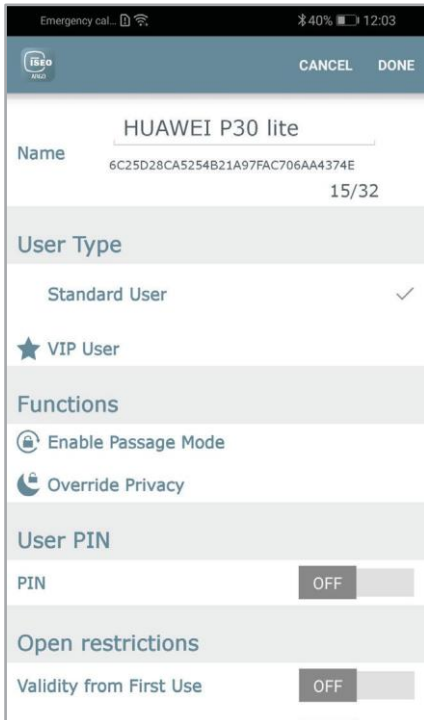 Emergency cal... 40% 12:03
ISEO
ARGO
CANCEL DONE
Name HUAWEI P30 lite
6C25D28CA5254B21A97FAC706AA4374E
15/32
User Type
Standard User
VIP User
Functions
Enable Passage Mode
Override Privacy
User PIN
PIN OFF
Open restrictions
Validity from First Use OFF